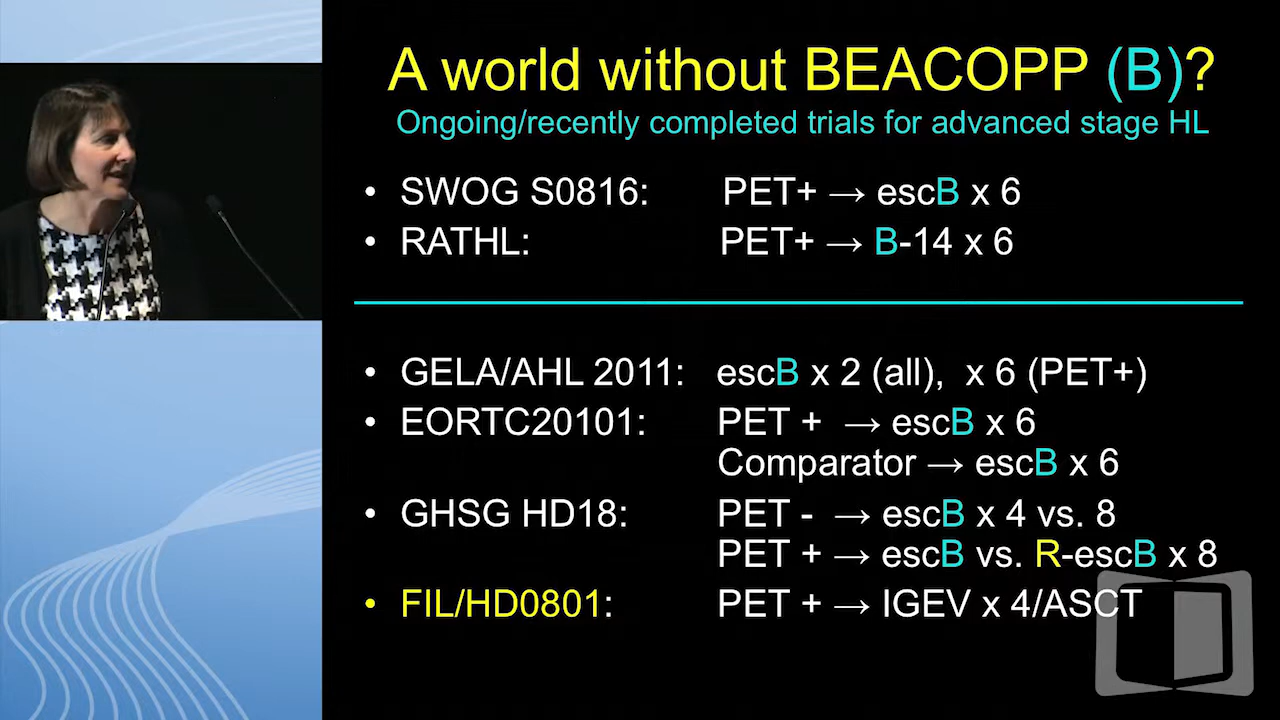 A world without BEACOPP (B)?
Ongoing/recently completed trials for advanced stage HL
• SWOG S0816: PET+ → escB x 6
• RATHL: PET+ → B-14 x 6
• GELA/AHL 2011: escB x 2 (all), x 6 (PET+)
• EORTC20101: PET + → escB x 6
Comparator → escB x 6
• GHSG HD18: PET - → escB x 4 vs. 8
PET + → escB vs. R-escB x 8
• FIL/HD0801: PET + → IGEV x 4/ASCT